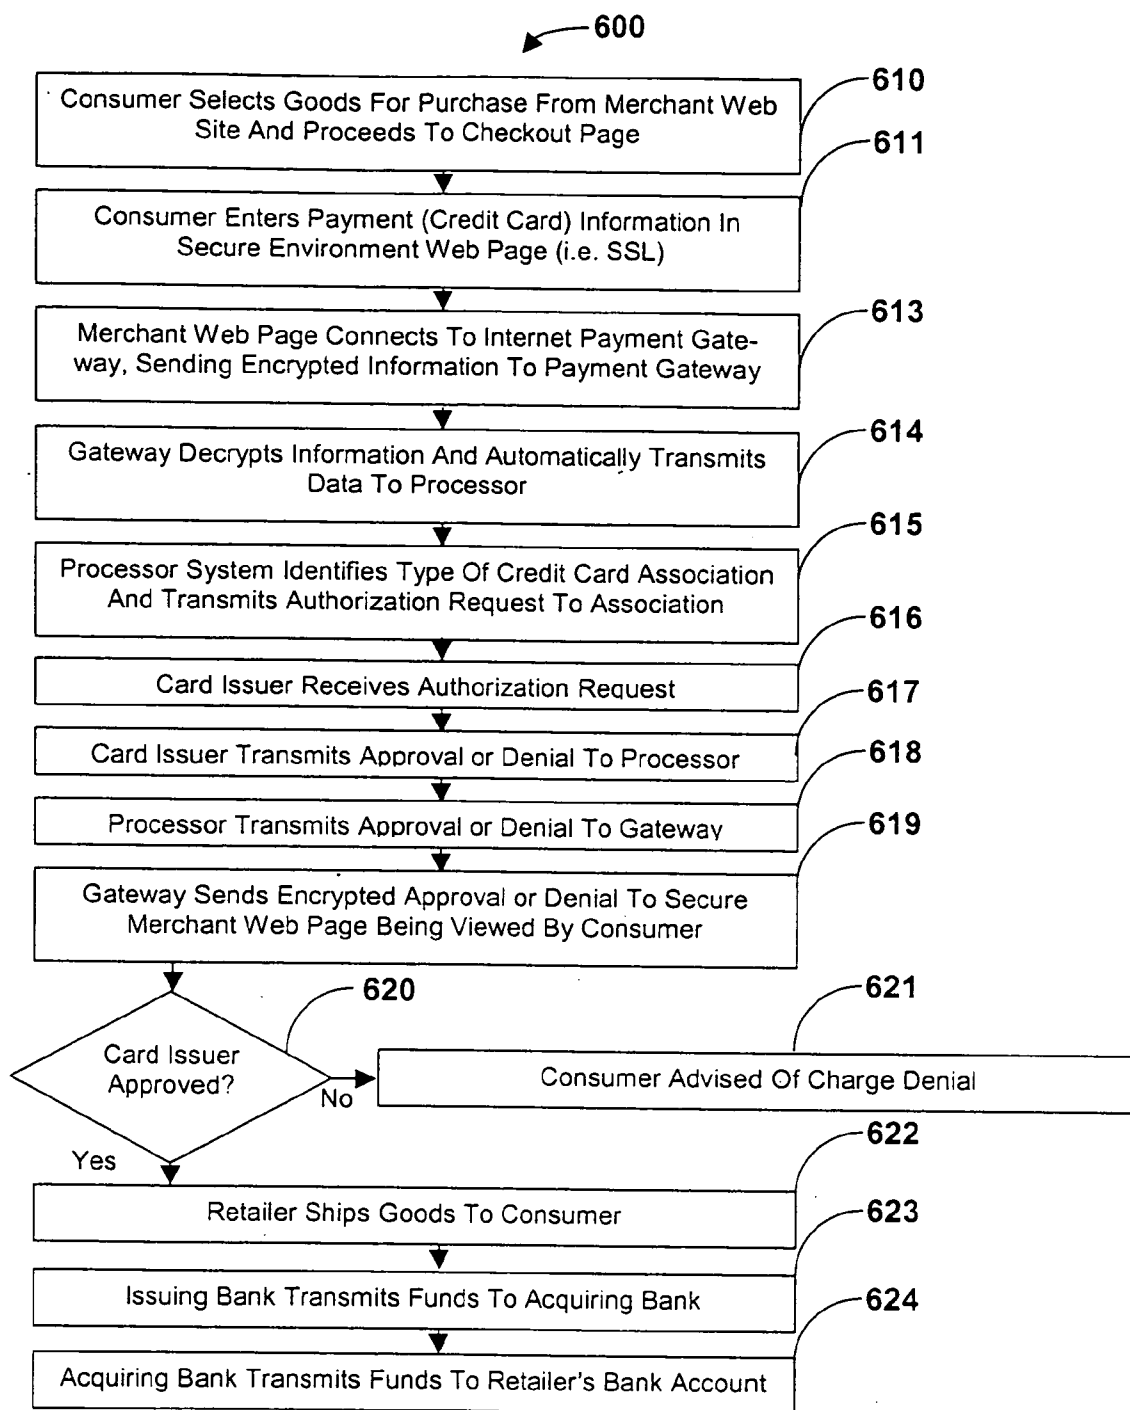 600
610
Consumer Selects Goods For Purchase From Merchant Web
Site And Proceeds To Checkout Page
611
Consumer Enters Payment (Credit Card) Information In
Secure Environment Web Page (i.e. SSL)
613
Merchant Web Page Connects To Internet Payment Gate-
way, Sending Encrypted Information To Payment Gateway
614
Gateway Decrypts Information And Automatically Transmits
Data To Processor
615
Processor System Identifies Type Of Credit Card Association
And Transmits Authorization Request To Association
616
Card Issuer Receives Authorization Request
617
Card Issuer Transmits Approval or Denial To Processor
618
Processor Transmits Approval or Denial To Gateway
619
Gateway Sends Encrypted Approval or Denial To Secure
Merchant Web Page Being Viewed By Consumer
620
621
Card Issuer
Approved?
No
Consumer Advised Of Charge Denial
Yes
622
Retailer Ships Goods To Consumer
623
Issuing Bank Transmits Funds To Acquiring Bank
624
Acquiring Bank Transmits Funds To Retailer's Bank Account